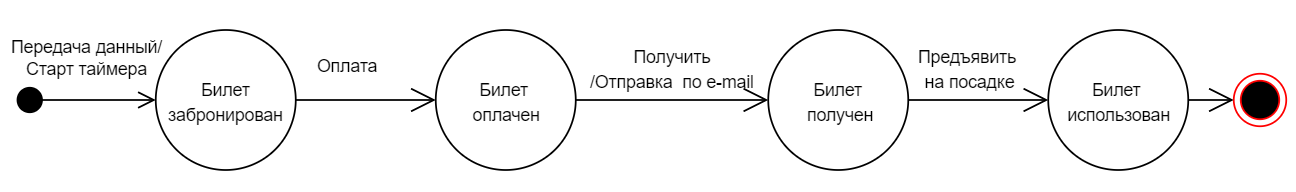 Передача данный/
Старт таймера
Билет
забронирован
Оплата
Билет
оплачен
Получить
/Отправка по e-mail
Билет
получен
Предъявить
на посадке
Билет
использован